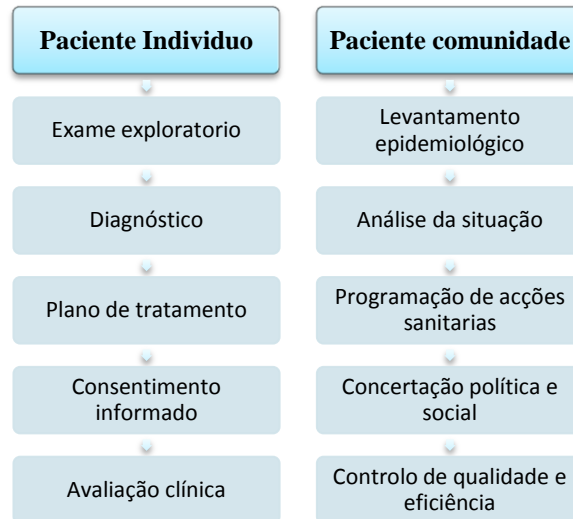 Paciente Individuo
Exame exploratorio
Diagnóstico
Plano de tratamento
Consentimento
informado
Avaliação clínica
Paciente comunidade
Levantamento
epidemiológico
Análise da situação
Programação de acções
sanitarias
Concertação política e
social
Controlo de qualidade e
eficiência